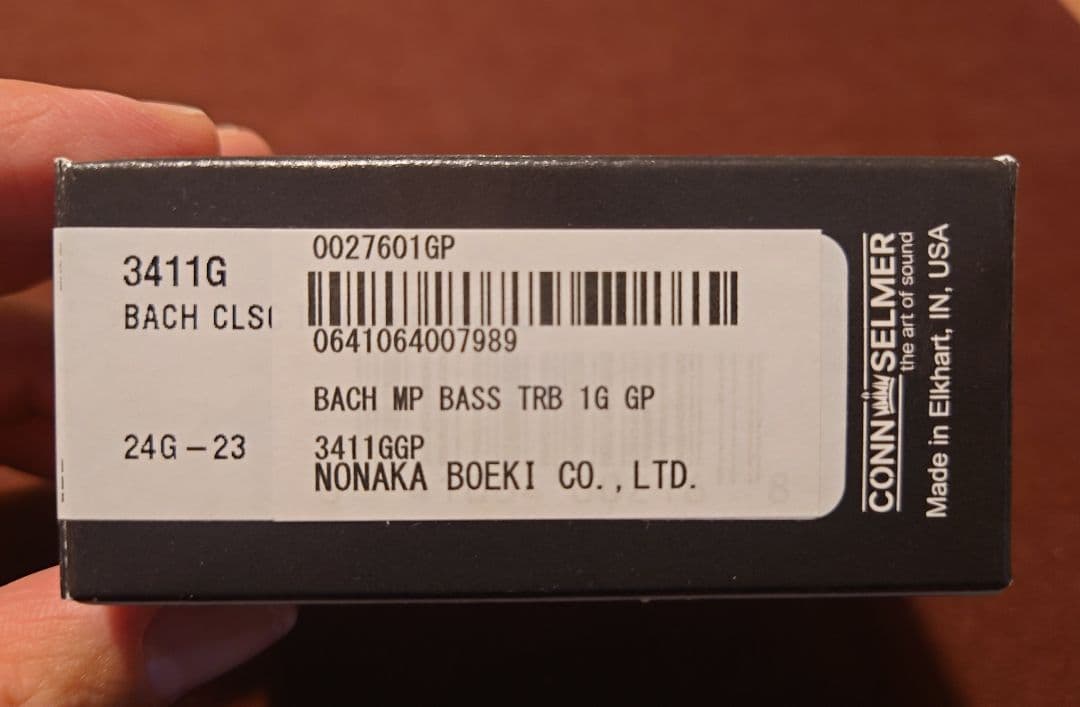 3411G
BACH CLS
24G-23
0027601GP
0641064007989
BACH MP BASS TRB 1G GP
3411GGP
NONAKA BOEKI CO., LTD.
CONN SELMER
the art of sound
Made in Elkhart, IN, USA